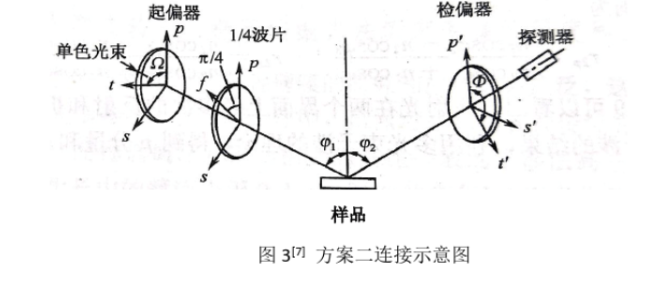 起偏器
p
单色光束
Ω
t
s
1/4波片
π/4
p
f
s
φ₁
φ₂
样品
检偏器
p'
探测器
Φ
s'
t'
图 3[7] 方案二连接示意图